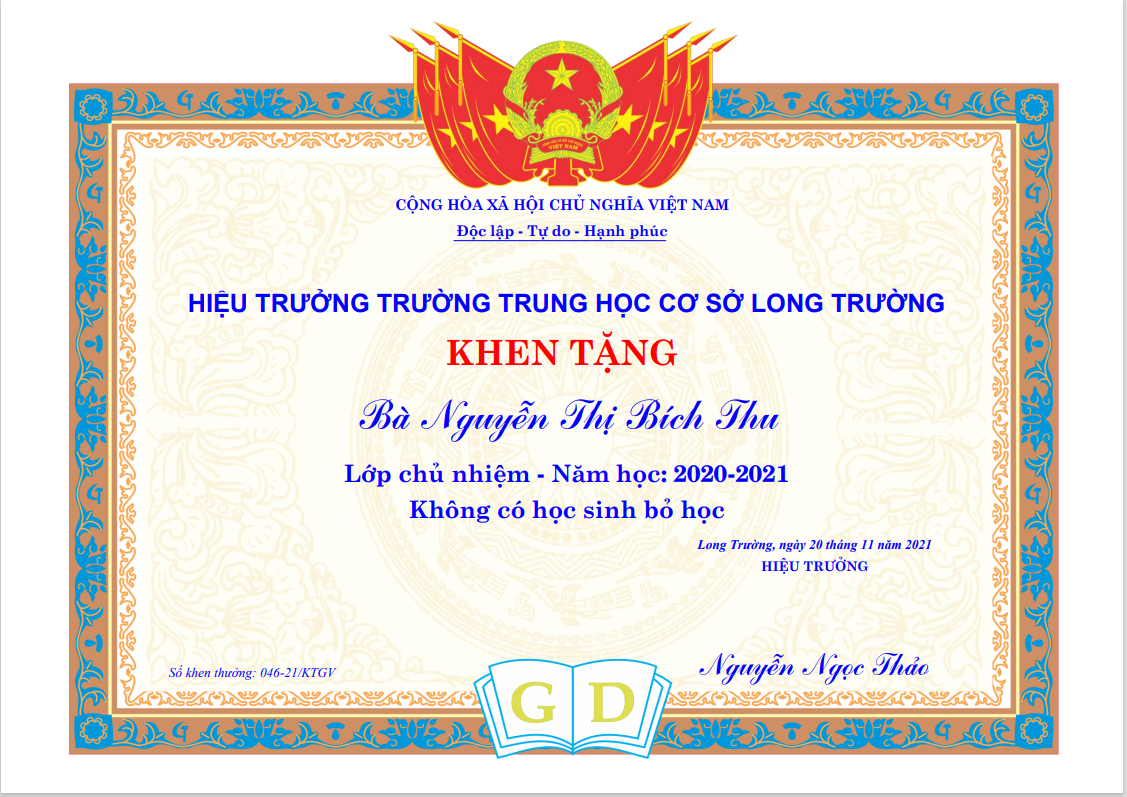 VIỆT NAM
CỘNG HÒA XÃ HỘI CHỦ NGHĨA VIỆT NAM
Độc lập - Tự do - Hạnh phúc
HIỆU TRƯỞNG TRƯỜNG TRUNG HỌC CƠ SỞ LONG TRƯỜNG
KHEN TẶNG
Bà Nguyễn Thị Bích Thu
Lớp chủ nhiệm - Năm học: 2020-2021
Không có học sinh bỏ học
Long Trường, ngày 20 tháng 11 năm 2021
HIỆU TRƯỞNG
Nguyễn Ngọc Thảo
Số khen thưởng: 046-21/KTGV
G D